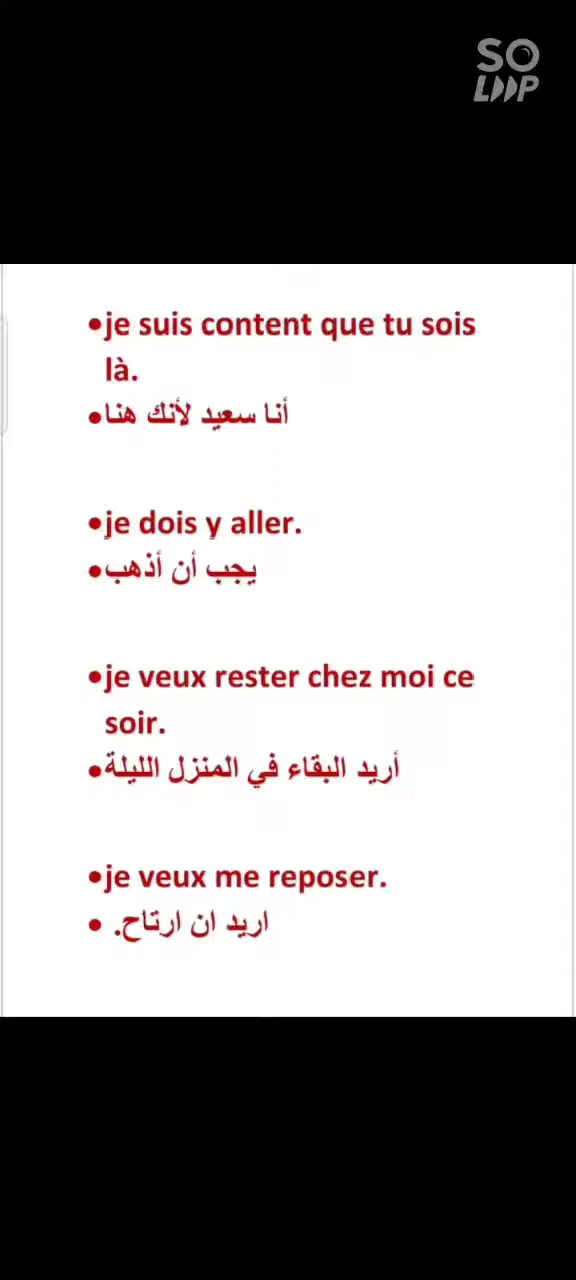 SO
LOOP
•je suis content que tu sois
là.
•أنا سعيد لأنك هنا
•je dois y aller.
•يجب أن أذهب
•je veux rester chez moi ce
soir.
•أريد البقاء في المنزل الليلة
•je veux me reposer.
• اريد ان ارتاح.